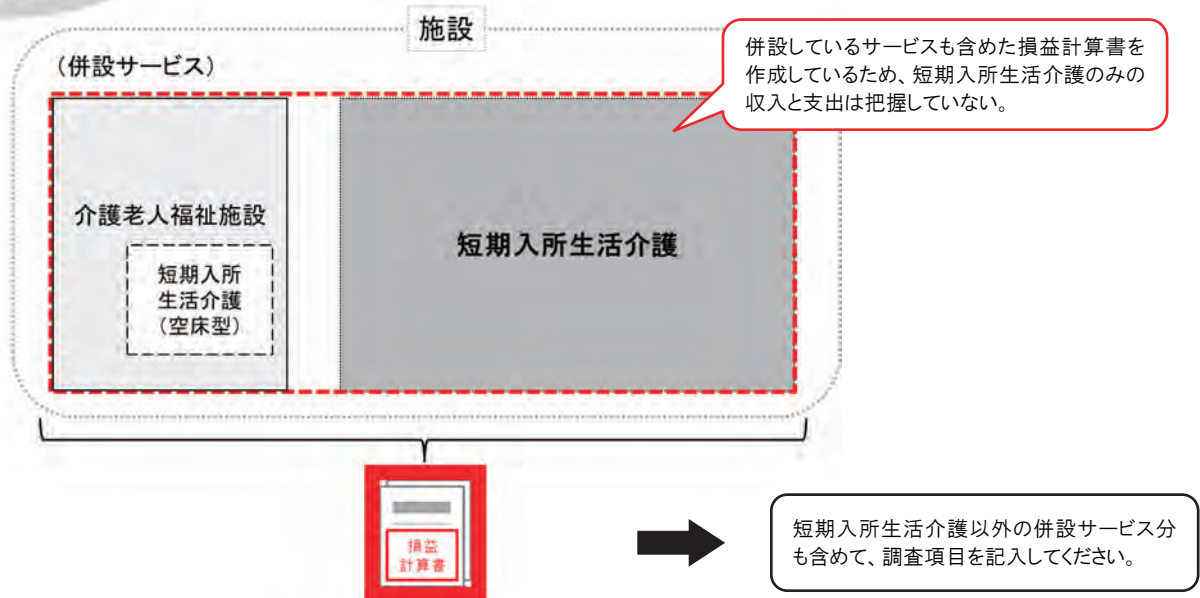 施設
(併設サービス)
併設しているサービスも含めた損益計算書を
作成しているため、短期入所生活介護のみの
収入と支出は把握していない。
介護老人福祉施設
短期入所
生活介護
(空床型)
短期入所生活介護
損益
計算書
短期入所生活介護以外の併設サービス分
も含めて、調査項目を記入してください。